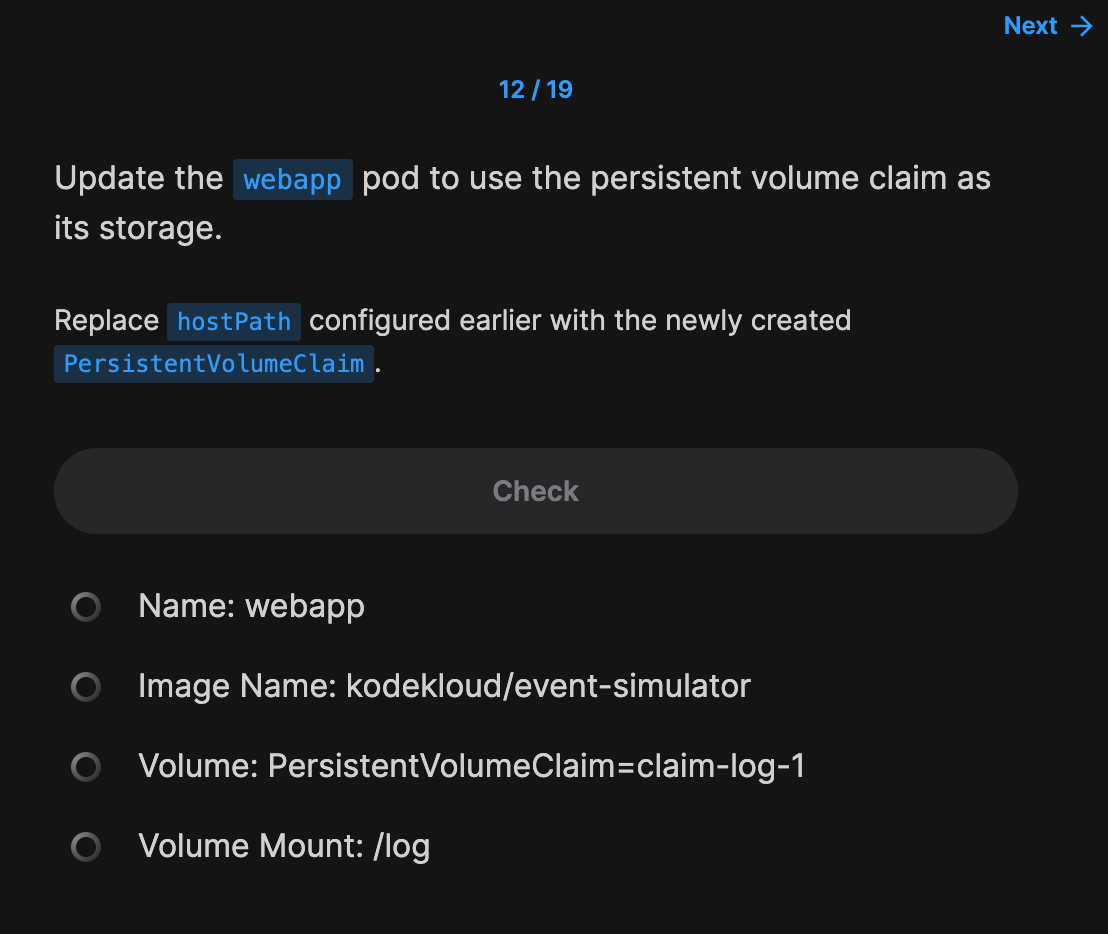 Next →
12 / 19
Update the webapp pod to use the persistent volume claim as
its storage.
Replace hostPath configured earlier with the newly created
PersistentVolumeClaim.
Check
Name: webapp
Image Name: kodekloud/event-simulator
Volume: PersistentVolumeClaim=claim-log-1
Volume Mount: /log